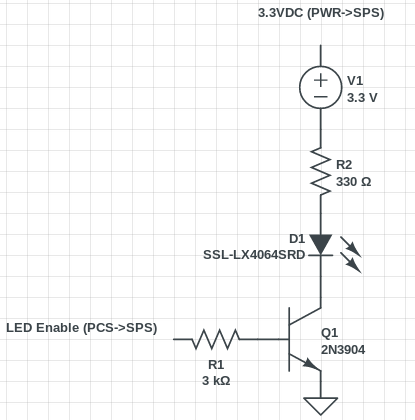 3.3VDC (PWR->SPS)
V1
3.3 V
R2
330 Ω
D1
SSL-LX4064SRD
LED Enable (PCS->SPS)
Q1
2N3904
R1
3 kΩ